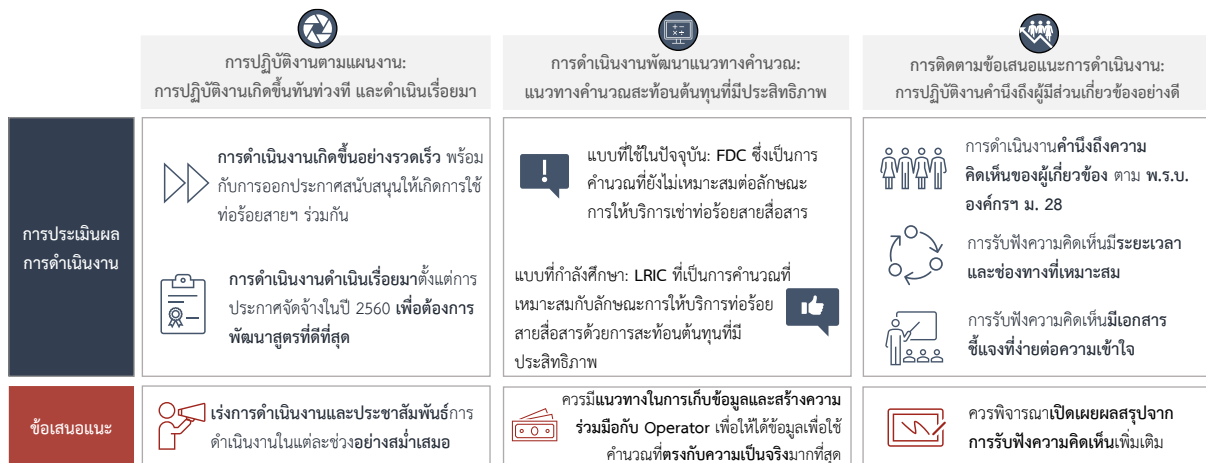 การปฏิบัติงานตามแผนงาน:
การปฏิบัติงานเกิดขึ้นทันท่วงที และดำเนินเรื่อยมา
การดำเนินงานพัฒนาแนวทางคำนวณ:
แนวทางคำนวณสะท้อนต้นทุนที่มีประสิทธิภาพ
การติดตามข้อเสนอแนะการดำเนินงาน:
การปฏิบัติงานคำนึงถึงผู้มีส่วนเกี่ยวข้องอย่างดี
การประเมินผล
การดำเนินงาน
การดำเนินงานเกิดขึ้นอย่างรวดเร็ว พร้อม
กับการออกประกาศสนับสนุนให้เกิดการใช้
ท่อร้อยสายฯ ร่วมกัน
การดำเนินงานดำเนินเรื่อยมาตั้งแต่การ
ประกาศจัดจ้างในปี 2560 เพื่อต้องการ
พัฒนาสูตรที่ดีที่สุด
แบบที่ใช้ในปัจจุบัน: FDC ซึ่งเป็นการ
คำนวณที่ยังไม่เหมาะสมต่อลักษณะ
การให้บริการเช่าท่อร้อยสายสื่อสาร
แบบที่กำลังศึกษา: LRIC ที่เป็นการคำนวณที่
เหมาะสมกับลักษณะการให้บริการท่อร้อย
สายสื่อสารด้วยการสะท้อนต้นทุนที่มี
ประสิทธิภาพ
การดำเนินงานคำนึงถึงความ
คิดเห็นของผู้เกี่ยวข้อง ตาม พ.ร.บ.
องค์กรฯ ม. 28
การรับฟังความคิดเห็นมีระยะเวลา
และช่องทางที่เหมาะสม
การรับฟังความคิดเห็นมีเอกสาร
ชี้แจงที่ง่ายต่อความเข้าใจ
ข้อเสนอแนะ
เร่งการดำเนินงานและประชาสัมพันธ์การ
ดำเนินงานในแต่ละช่วงอย่างสม่ำเสมอ
ควรมีแนวทางในการเก็บข้อมูลและสร้างความ
ร่วมมือกับ Operator เพื่อให้ได้ข้อมูลเพื่อใช้
คำนวณที่ตรงกับความเป็นจริงมากที่สุด
ควรพิจารณาเปิดเผยผลสรุปจาก
การรับฟังความคิดเห็นเพิ่มเติม